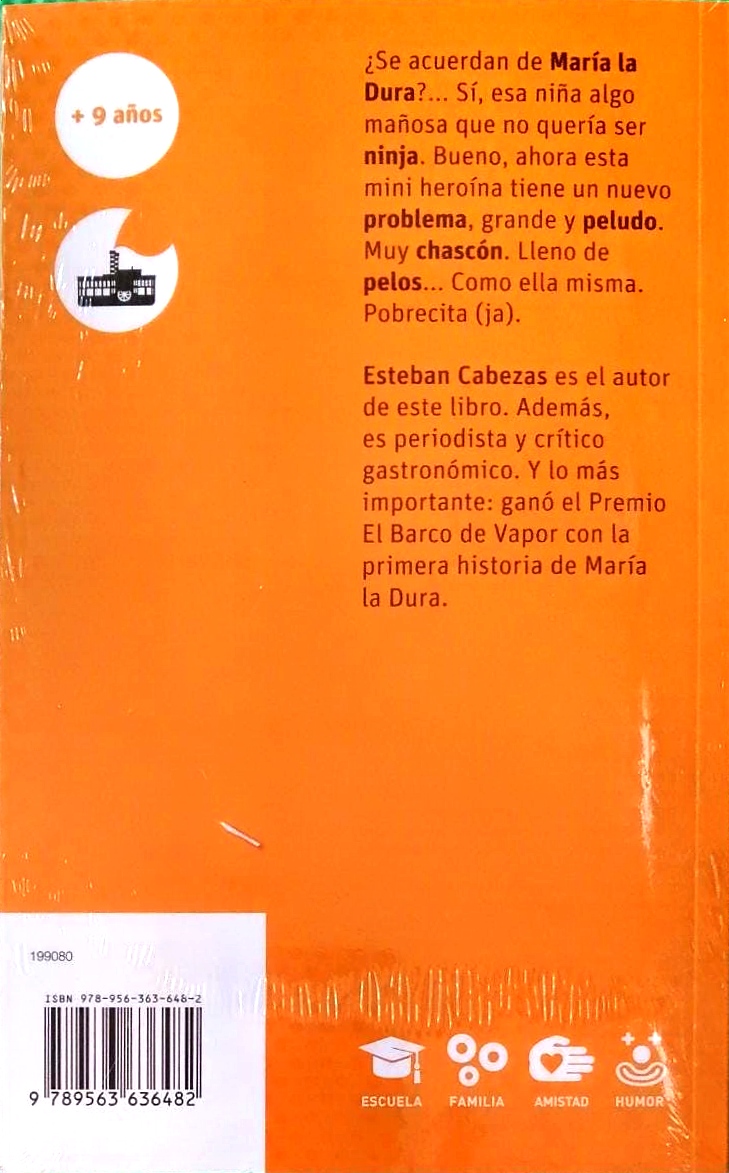 + 9 años
¿Se acuerdan de María la
Dura?... Sí, esa niña algo
mañosa que no quería ser
ninja. Bueno, ahora esta
mini heroína tiene un nuevo
problema, grande y peludo.
Muy chascón. Lleno de
pelos... Como ella misma.
Pobrecita (ja).
Esteban Cabezas es el autor
de este libro. Además,
es periodista y crítico
gastronómico. Y lo más
importante: ganó el Premio
El Barco de Vapor con la
primera historia de María
la Dura.
199080
ISBN 978-956-363-648-2
9 789563 636482
ESCUELA FAMILIA AMISTAD HUMOR